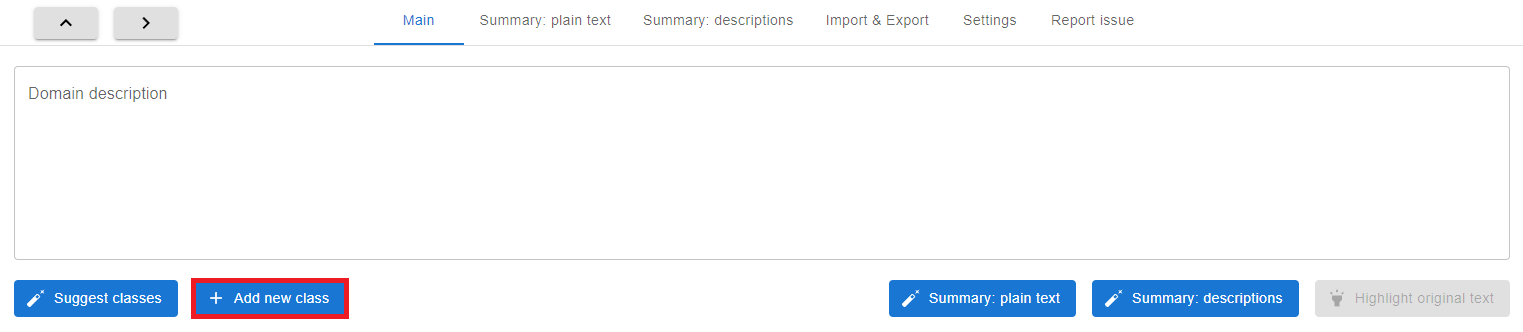 Main Summary: plain text Summary: descriptions Import & Export Settings Report issue
Domain description
Suggest classes Add new class Summary: plain text Summary: descriptions Highlight original text